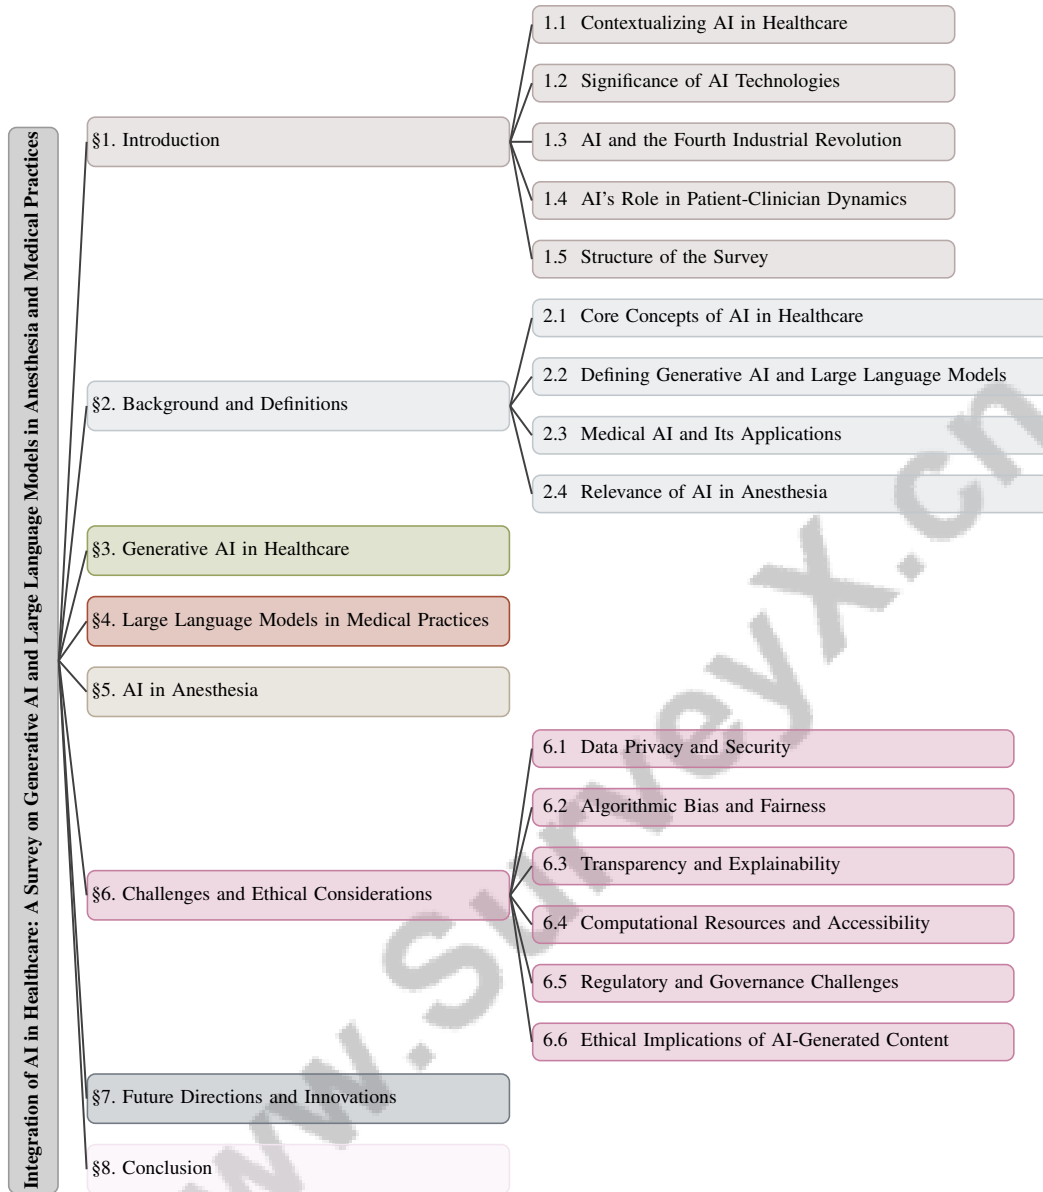 Integration of AI in Healthcare: A Survey on Generative AI and Large Language Models in Anesthesia and Medical Practices
§1. Introduction
1.1 Contextualizing AI in Healthcare
1.2 Significance of AI Technologies
1.3 AI and the Fourth Industrial Revolution
1.4 AI's Role in Patient-Clinician Dynamics
1.5 Structure of the Survey
§2. Background and Definitions
2.1 Core Concepts of AI in Healthcare
2.2 Defining Generative AI and Large Language Models
2.3 Medical AI and Its Applications
2.4 Relevance of AI in Anesthesia
§3. Generative AI in Healthcare
§4. Large Language Models in Medical Practices
§5. AI in Anesthesia
§6. Challenges and Ethical Considerations
6.1 Data Privacy and Security
6.2 Algorithmic Bias and Fairness
6.3 Transparency and Explainability
6.4 Computational Resources and Accessibility
6.5 Regulatory and Governance Challenges
6.6 Ethical Implications of AI-Generated Content
§7. Future Directions and Innovations
§8. Conclusion
www.SurveyX.cn